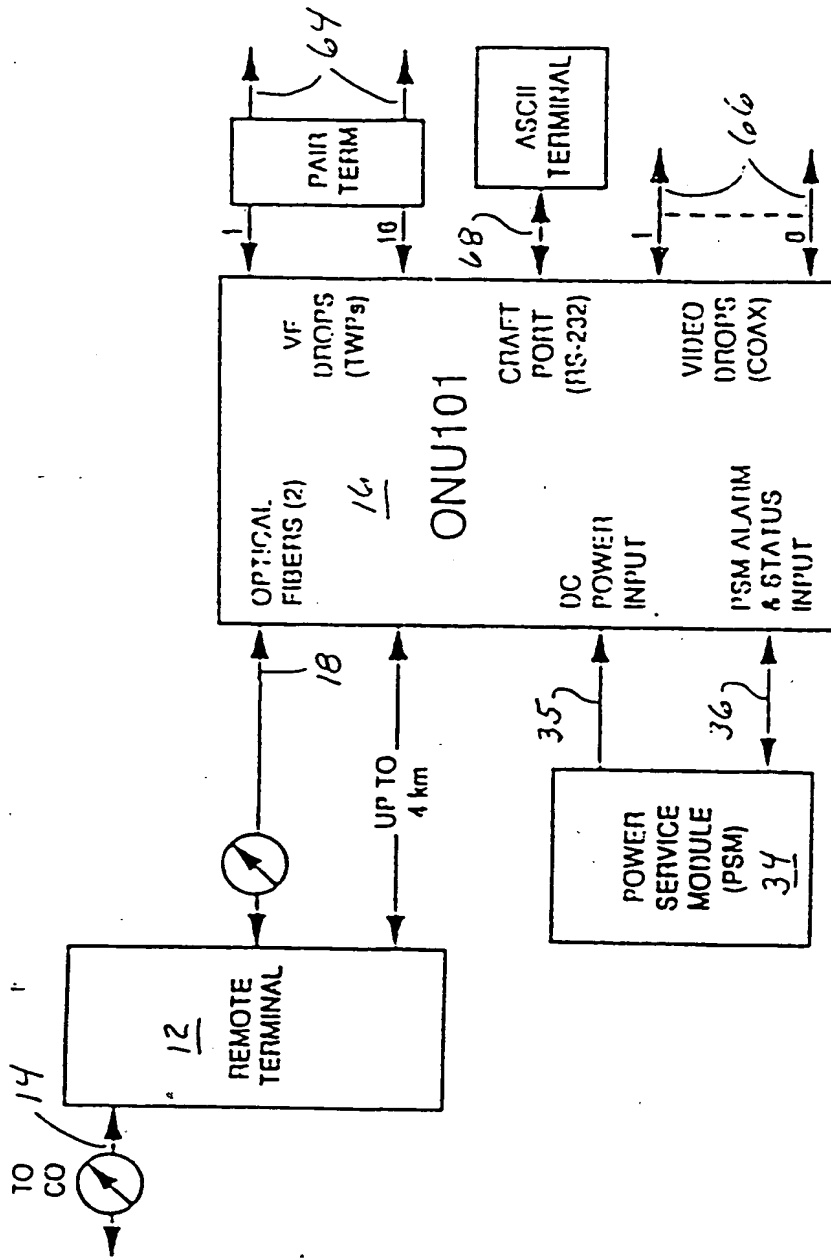 TO
CO
14
12
REMOTE
TERMINAL
UP TO
4 km
18
POWER
SERVICE
MODULE
(PSM)
34
35
36
OPTICAL
FIBERS (2)
16
ONU101
DC
POWER
INPUT
PSM ALARM
& STATUS
INPUT
VF
DROPS
(TWPs)
CRAFT
PORT
(RS-232)
VIDEO
DROPS
(COAX)
1
16
PAIR
TERM
64
68
ASCII
TERMINAL
1
66